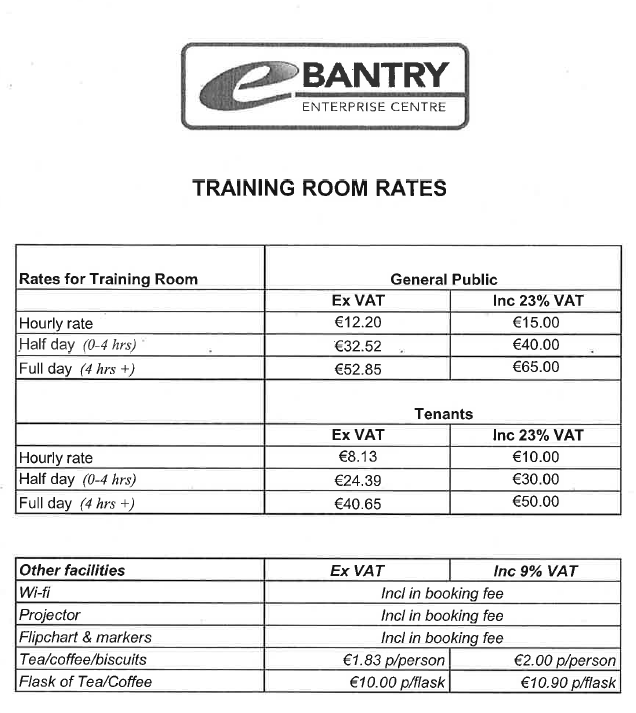 e BANTRY
ENTERPRISE CENTRE
TRAINING ROOM RATES
Rates for Training Room General Public
Ex VAT Inc 23% VAT
Hourly rate €12.20 €15.00
Half day (0-4 hrs) €32.52 €40.00
Full day (4 hrs +) €52.85 €65.00
Tenants
Ex VAT Inc 23% VAT
Hourly rate €8.13 €10.00
Half day (0-4 hrs) €24.39 €30.00
Full day (4 hrs +) €40.65 €50.00
Other facilities Ex VAT Inc 9% VAT
Wi-fi Incl in booking fee
Projector Incl in booking fee
Flipchart & markers Incl in booking fee
Tea/coffee/biscuits €1.83 p/person €2.00 p/person
Flask of Tea/Coffee €10.00 p/flask €10.90 p/flask